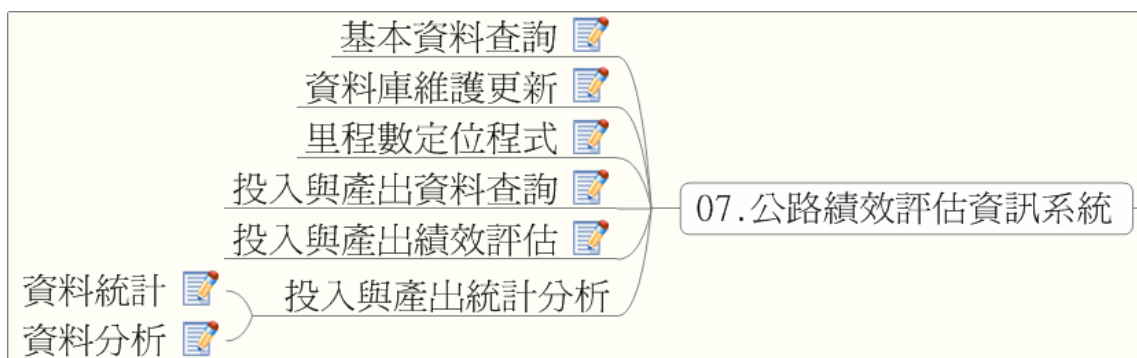 基本資料查詢
資料庫維護更新
里程數定位程式
投入與產出資料查詢
07.公路績效評估資訊系統
投入與產出績效評估
投入與產出統計分析
資料統計
資料分析